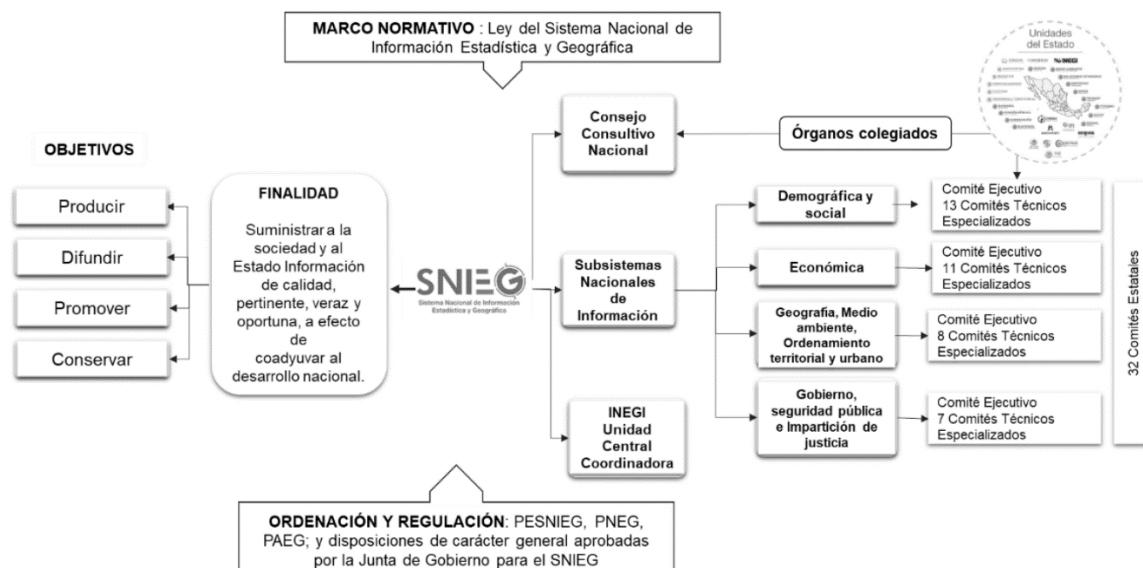 MARCO NORMATIVO : Ley del Sistema Nacional de
Información Estadística y Geográfica
Unidades
del Estado
INEGI
Consejo
Consultivo
Nacional
Órganos colegiados
OBJETIVOS
Producir
Difundir
Promover
Conservar
FINALIDAD
Suministrar a la
sociedad y al
Estado Información
de calidad,
pertinente, veraz y
oportuna, a efecto
de
coadyuvar al
desarrollo nacional.
SNIEG
Sistema Nacional de Información
Estadística y Geográfica
Subsistemas
Nacionales
de
Información
INEGI
Unidad
Central
Coordinadora
Demográfica y
social
Económica
Geografía, Medio
ambiente,
Ordenamiento
territorial y urbano
Gobierno,
seguridad pública
e Impartición de
justicia
Comité Ejecutivo
13 Comités Técnicos
Especializados
Comité Ejecutivo
11 Comités Técnicos
Especializados
Comité Ejecutivo
8 Comités Técnicos
Especializados
Comité Ejecutivo
7 Comités Técnicos
Especializados
32 Comités Estatales
ORDENACIÓN Y REGULACIÓN: PESNIEG, PNEG,
PAEG; y disposiciones de carácter general aprobadas
por la Junta de Gobierno para el SNIEG